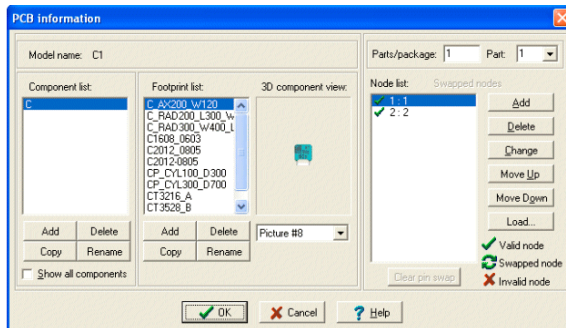 PCB information
Model name: C1
Parts/package: 1 Part: 1
Component list:
C
Add Delete
Copy Rename
Show all components
Footprint list:
C_AX200_W120
C_RAD200_L300_W
C_RAD300_W400_L
C1608_0603
C2012_0805
C2012-0805
CP_CYL100_D300
CP_CYL300_D700
CT3216_A
CT3528_B
Add Delete
Copy Rename
3D component view:
Picture #8
Node list: Swapped nodes
1 : 1
2 : 2
Add
Delete
Change
Move Up
Move Down
Load...
Valid node
Swapped node
Invalid node
Clear pin swap
OK Cancel ? Help